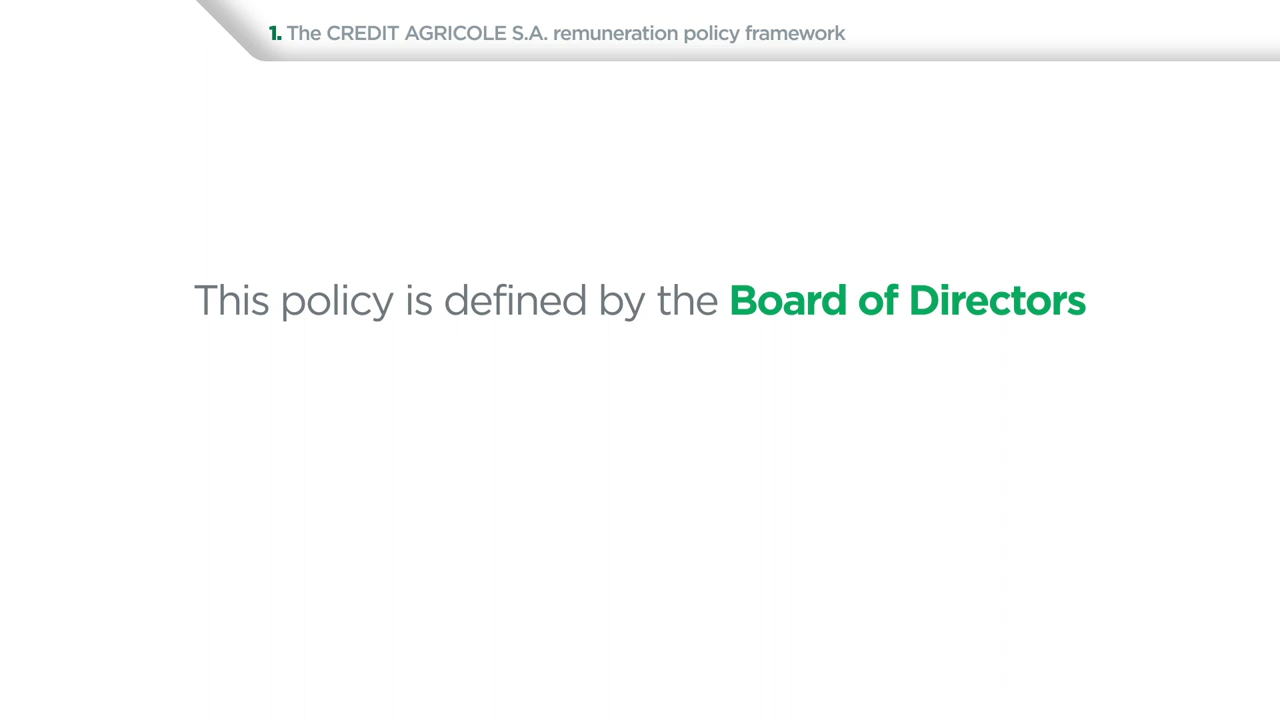 1. The CREDIT AGRICOLE S.A. remuneration policy framework
This policy is defined by the Board of Directors